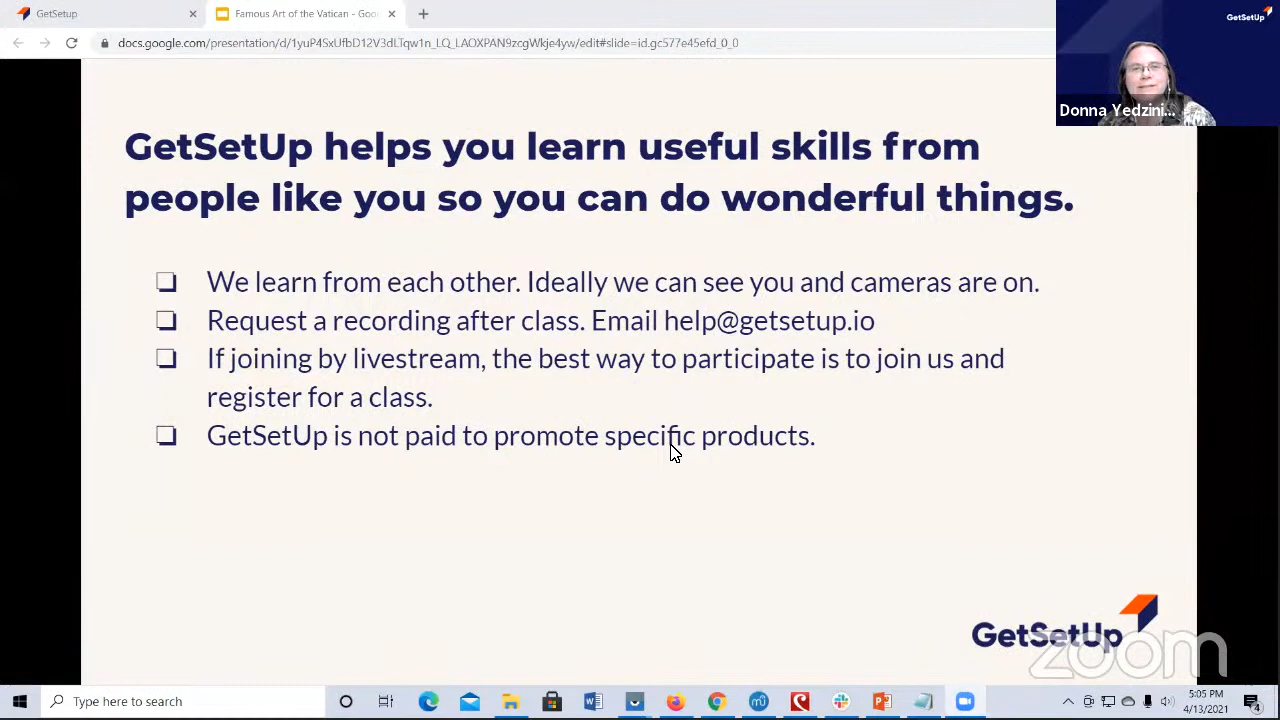 GetSetup
Famous Art of the Vatican - Goo
docs.google.com/presentation/d/1yuP4SxUfbD12V3dLTqw1n_LQ_LAOXPAN9zcgWkje4yw/edit#slide=id.gc577e45efd_0_0
GetSetUp
Donna Yedzini...
GetSetUp helps you learn useful skills from
people like you so you can do wonderful things.
❏ We learn from each other. Ideally we can see you and cameras are on.
❏ Request a recording after class. Email help@getsetup.io
❏ If joining by livestream, the best way to participate is to join us and
register for a class.
❏ GetSetUp is not paid to promote specific products.
GetSetUp
zoom
Type here to search
5:05 PM
4/13/2021
4